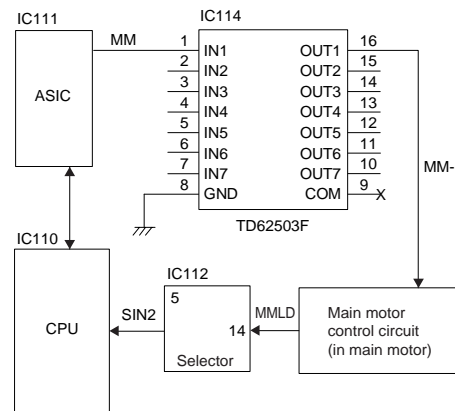 IC111
IC114
ASIC
MM
1 IN1 OUT1 16
2 IN2 OUT2 15
3 IN3 OUT3 14
4 IN4 OUT4 13
5 IN5 OUT5 12
6 IN6 OUT6 11
7 IN7 OUT7 10
8 GND COM 9 X
TD62503F
MM-
IC110
CPU
SIN2
IC112
5
14
Selector
MMLD
Main motor
control circuit
(in main motor)